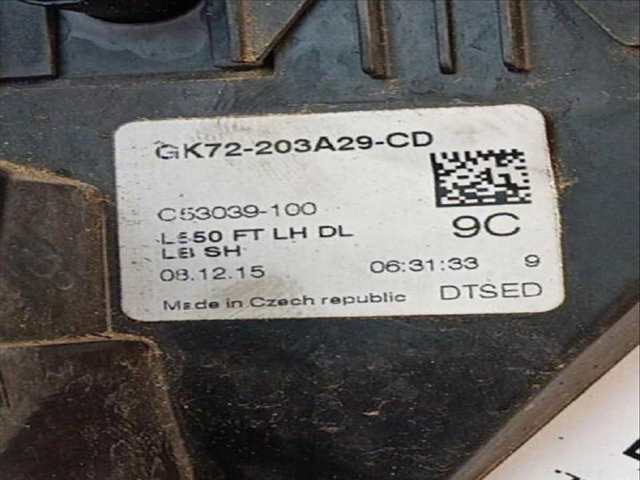 GK72-203A29-CD
C53039-100
9C
L550 FT LH DL
SH
08.12.15 06:31:33 9
Made in Czech republic DTSED